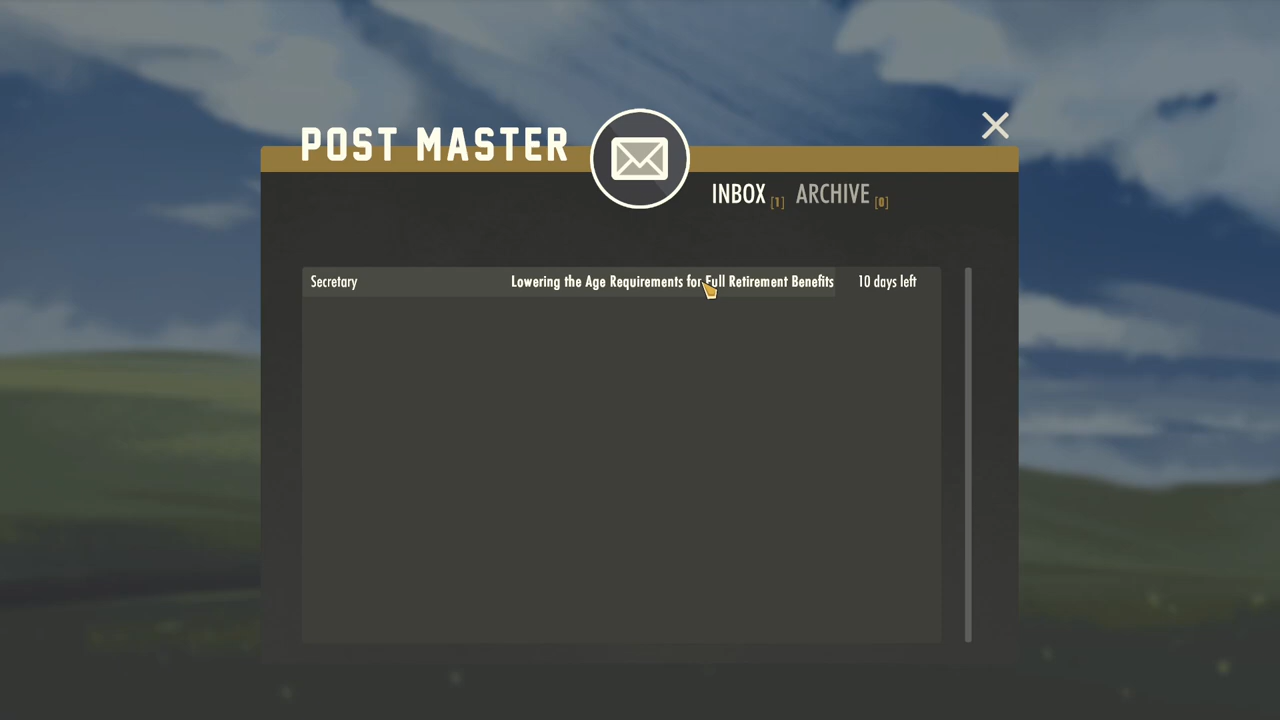 POST MASTER
INBOX [1] ARCHIVE [0]
Secretary Lowering the Age Requirements for Full Retirement Benefits 10 days left